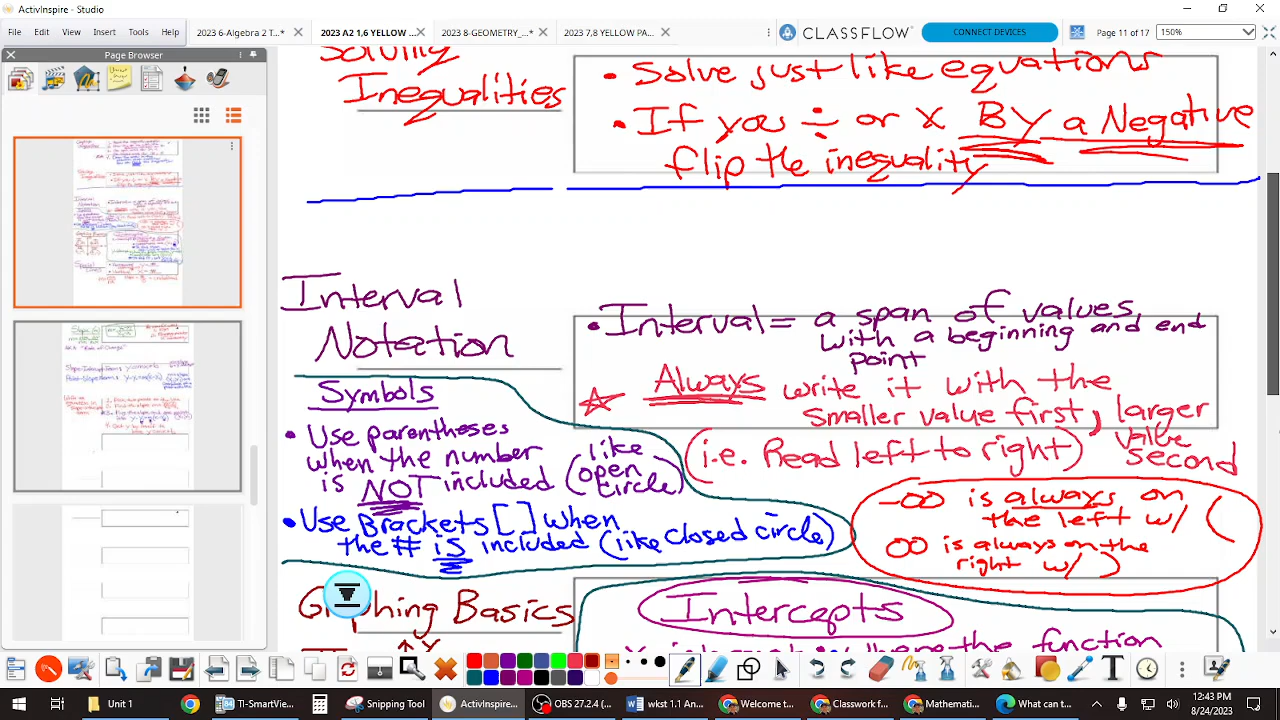 ActivInspire - Studio
File Edit View Insert Tools Help
2023 6-Algebra 2 T...*
2023 A2 1,6 YELLOW ...*
2023 8-GEOMETRY_...*
2023 7,8 YELLOW PA...*
CLASSFLOW
CONNECT DEVICES
Page 11 of 17
150%
Page Browser
Solving
Inequalities
• Solve just like equations
• If you ÷ or x BY a Negative
flip the inequality
Interval
Notation
• Interval = a span of values,
with a beginning and end
point
Always write it with the
smaller value first, larger
value
second
(i.e. Read left to right)
Symbols
• Use parentheses
when the number
is NOT included (like
open
circle)
• Use Brackets [ ] when
the # is included (like closed circle)
-∞ is always on
the left w/ (
∞ is always on the
right w/ )
Graphing Basics
Intercepts
the function
Y
Unit 1
TI-SmartVie...
Snipping Tool
ActivInspire...
OBS 27.2.4 (...
wkst 1.1 An...
Welcome t...
Classwork f...
Mathemati...
What can t...
12:43 PM
8/24/2023